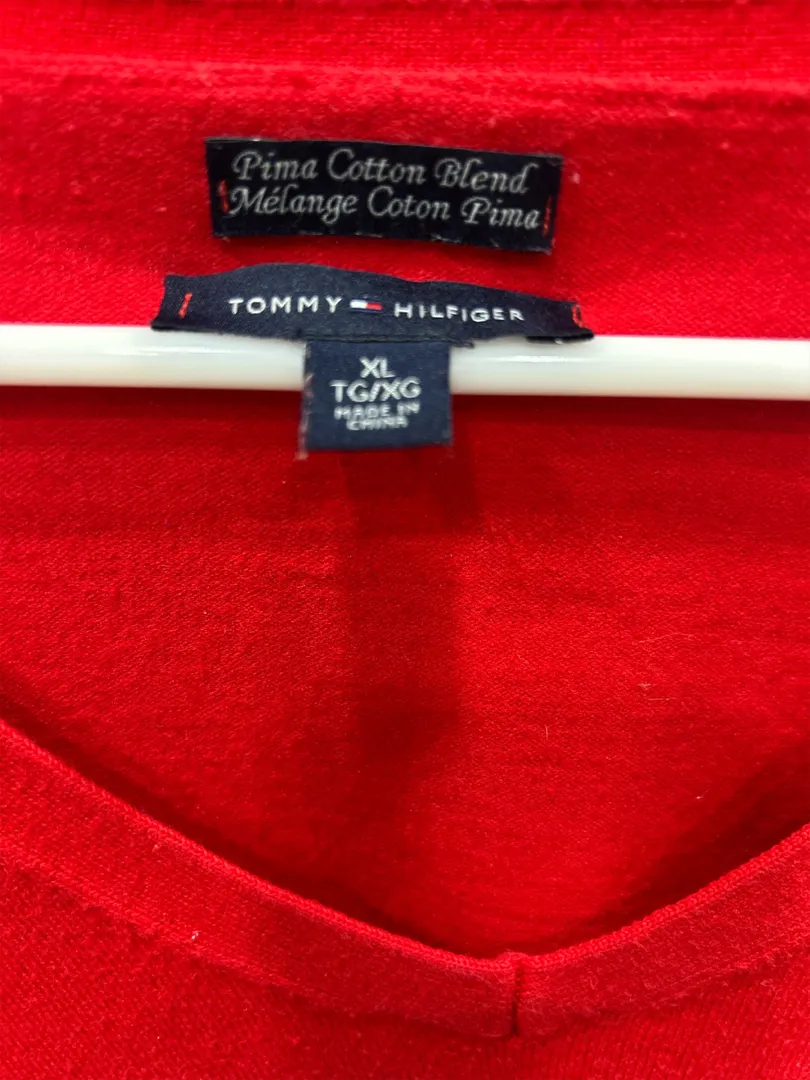 Pima Cotton Blend
Mélange Coton Pima
TOMMY HILFIGER
XL
TG/XG
MADE IN
CHINA